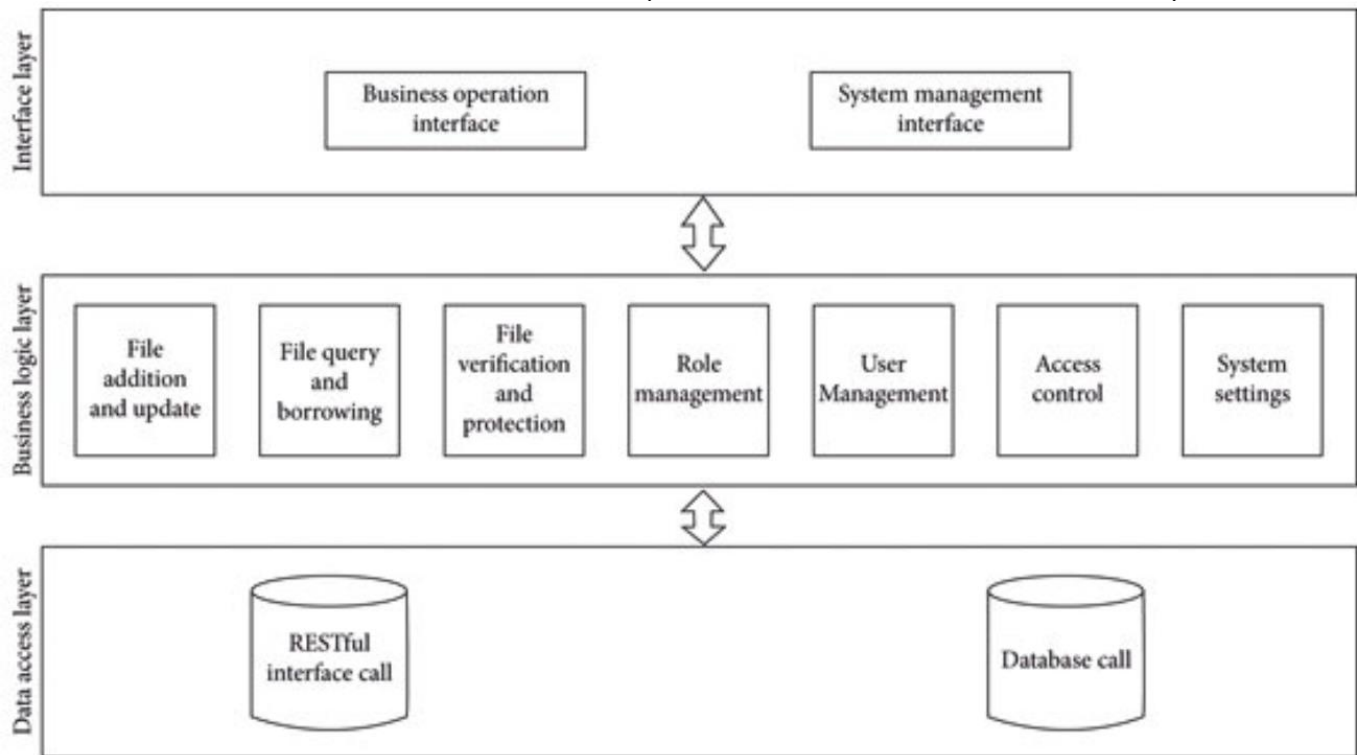 Interface layer
Business operation
interface
System management
interface
Business logic layer
File
addition
and update
File query
and
borrowing
File
verification
and
protection
Role
management
User
Management
Access
control
System
settings
Data access layer
RESTful
interface call
Database call